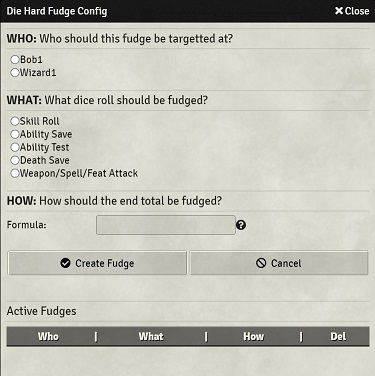 Die Hard Fudge Config
Close
WHO: Who should this fudge be targetted at?
Bob1
Wizard1
WHAT: What dice roll should be fudged?
Skill Roll
Ability Save
Ability Test
Death Save
Weapon/Spell/Feat Attack
HOW: How should the end total be fudged?
Formula:
Create Fudge
Cancel
Active Fudges
Who | What | How | Del